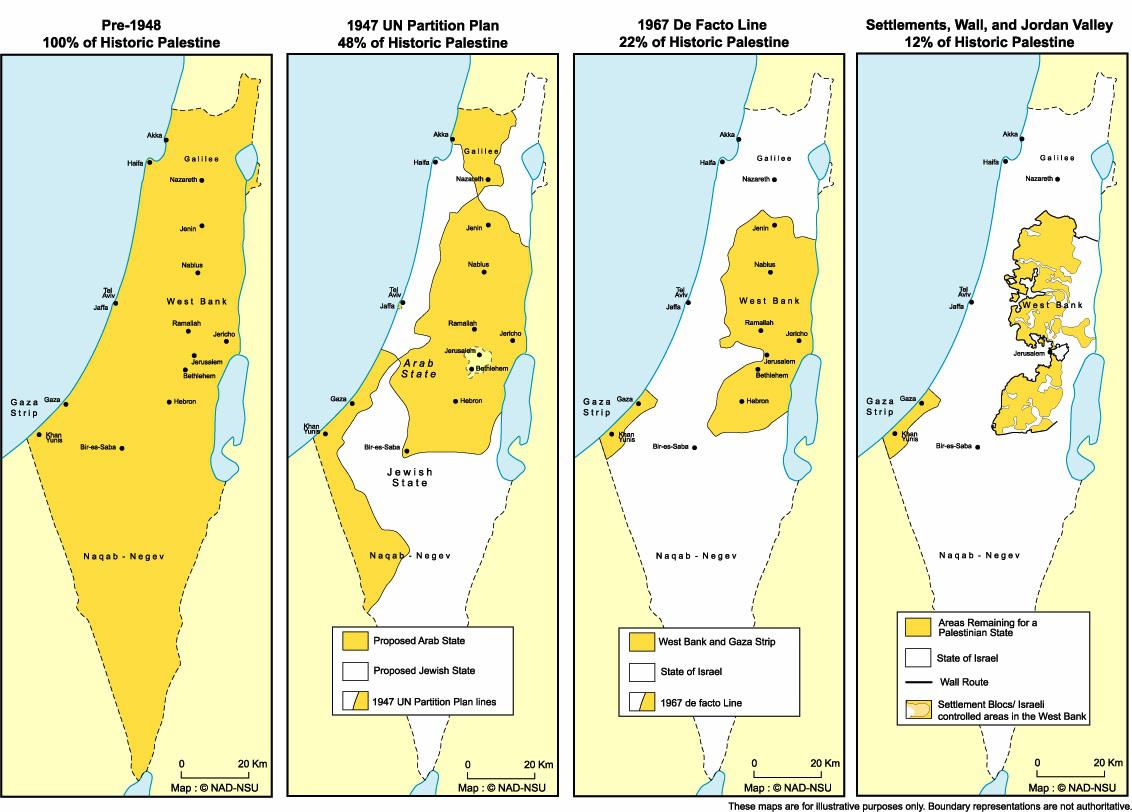 Pre-1948
100% of Historic Palestine
Akka
Haifa
Galilee
Nazareth
Jenin
Nablus
Tel
Aviv
Jaffa
West Bank
Ramallah
Jericho
Jerusalem
Bethlehem
Gaza
Strip
Gaza
Hebron
Khan
Yunis
Bir-es-Saba
Naqab - Negev
0 20 Km
Map : © NAD-NSU
1947 UN Partition Plan
48% of Historic Palestine
Akka
Galilee
Haifa
Nazareth
Jenin
Nablus
Tel
Aviv
Jaffa
Ramallah
Jericho
Jerusalem
Arab
State
Bethlehem
Gaza
Hebron
Khan
Yunis
Bir-es-Saba
Jewish
State
Naqab - Negev
Proposed Arab State
Proposed Jewish State
1947 UN Partition Plan lines
0 20 Km
Map : © NAD-NSU
1967 De Facto Line
22% of Historic Palestine
Akka
Haifa
Galilee
Nazareth
Jenin
Nablus
Tel
Aviv
Jaffa
West Bank
Ramallah
Jericho
Jerusalem
Bethlehem
Gaza
Strip
Gaza
Hebron
Khan
Yunis
Bir-es-Saba
Naqab - Negev
West Bank and Gaza Strip
State of Israel
1967 de facto Line
0 20 Km
Map : © NAD-NSU
Settlements, Wall, and Jordan Valley
12% of Historic Palestine
Akka
Haifa
Galilee
Nazareth
Tel
Aviv
Jaffa
West Bank
Jerusalem
Gaza
Strip
Gaza
Khan
Yunis
Bir-es-Saba
Naqab - Negev
Areas Remaining for a
Palestinian State
State of Israel
Wall Route
Settlement Blocs/ Israeli
controlled areas in the West Bank
0 20 Km
Map : © NAD-NSU
These maps are for illustrative purposes only. Boundary representations are not authoritative.